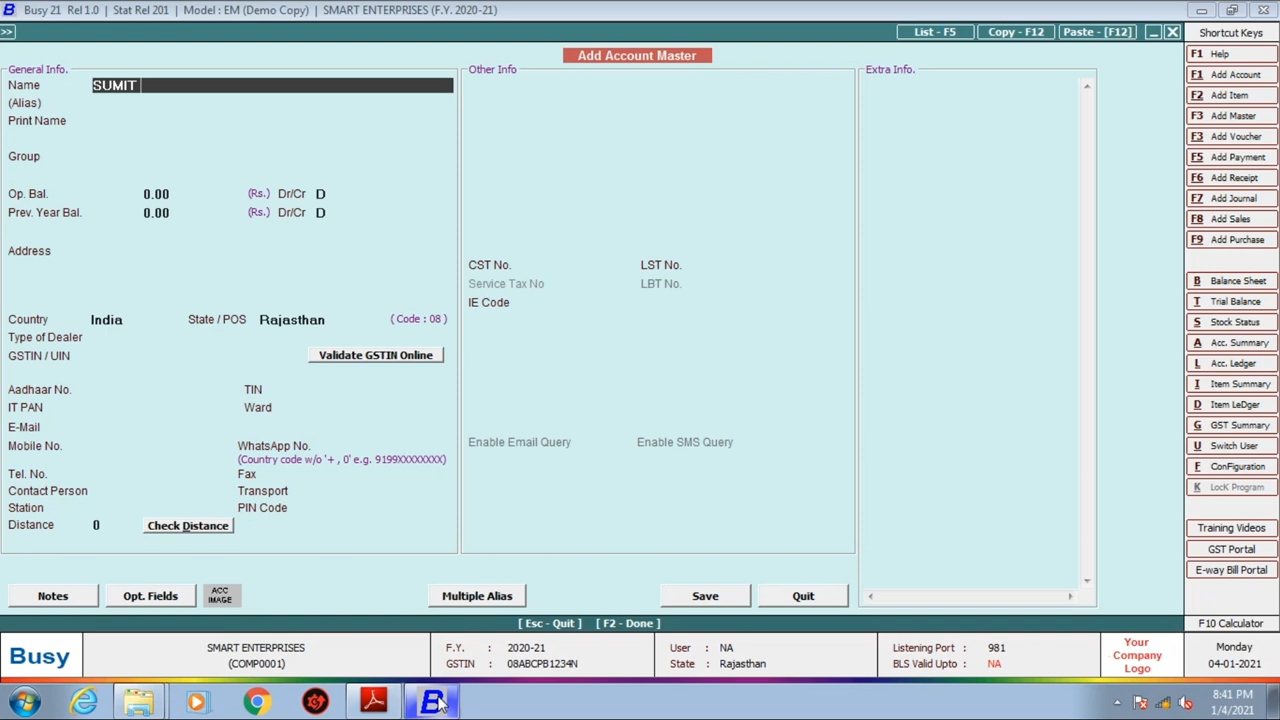 Busy 21 Rel 1.0 | Stat Rel 201 | Model : EM (Demo Copy) | SMART ENTERPRISES (F.Y. 2020-21)
>> List - F5 Copy - F12 Paste - [F12]
Add Account Master
General Info.
Name SUMIT
(Alias)
Print Name
Group
Op. Bal. 0.00 (Rs.) Dr/Cr D
Prev. Year Bal. 0.00 (Rs.) Dr/Cr D
Address
Country India State / POS Rajasthan ( Code : 08 )
Type of Dealer
GSTIN / UIN Validate GSTIN Online
Aadhaar No. TIN
IT PAN Ward
E-Mail
Mobile No. WhatsApp No.
(Country code w/o '+ , 0' e.g. 9199XXXXXXXX)
Tel. No. Fax
Contact Person Transport
Station PIN Code
Distance 0 Check Distance
Other Info
CST No. LST No.
Service Tax No LBT No.
IE Code
Enable Email Query Enable SMS Query
Extra Info.
Notes Opt. Fields ACC IMAGE Multiple Alias Save Quit
[ Esc - Quit ] [ F2 - Done ]
Shortcut Keys
F1 Help
F1 Add Account
F2 Add Item
F3 Add Master
F3 Add Voucher
F5 Add Payment
F6 Add Receipt
F7 Add Journal
F8 Add Sales
F9 Add Purchase
B Balance Sheet
T Trial Balance
S Stock Status
A Acc. Summary
L Acc. Ledger
I Item Summary
D Item LeDger
G GST Summary
U Switch User
F ConFiguration
K LocK Program
Training Videos
GST Portal
E-way Bill Portal
F10 Calculator
Busy
SMART ENTERPRISES
(COMP0001)
F.Y. : 2020-21
GSTIN : 08ABCPB1234N
User : NA
State : Rajasthan
Listening Port : 981
BLS Valid Upto : NA
Your
Company
Logo
Monday
04-01-2021
8:41 PM
1/4/2021